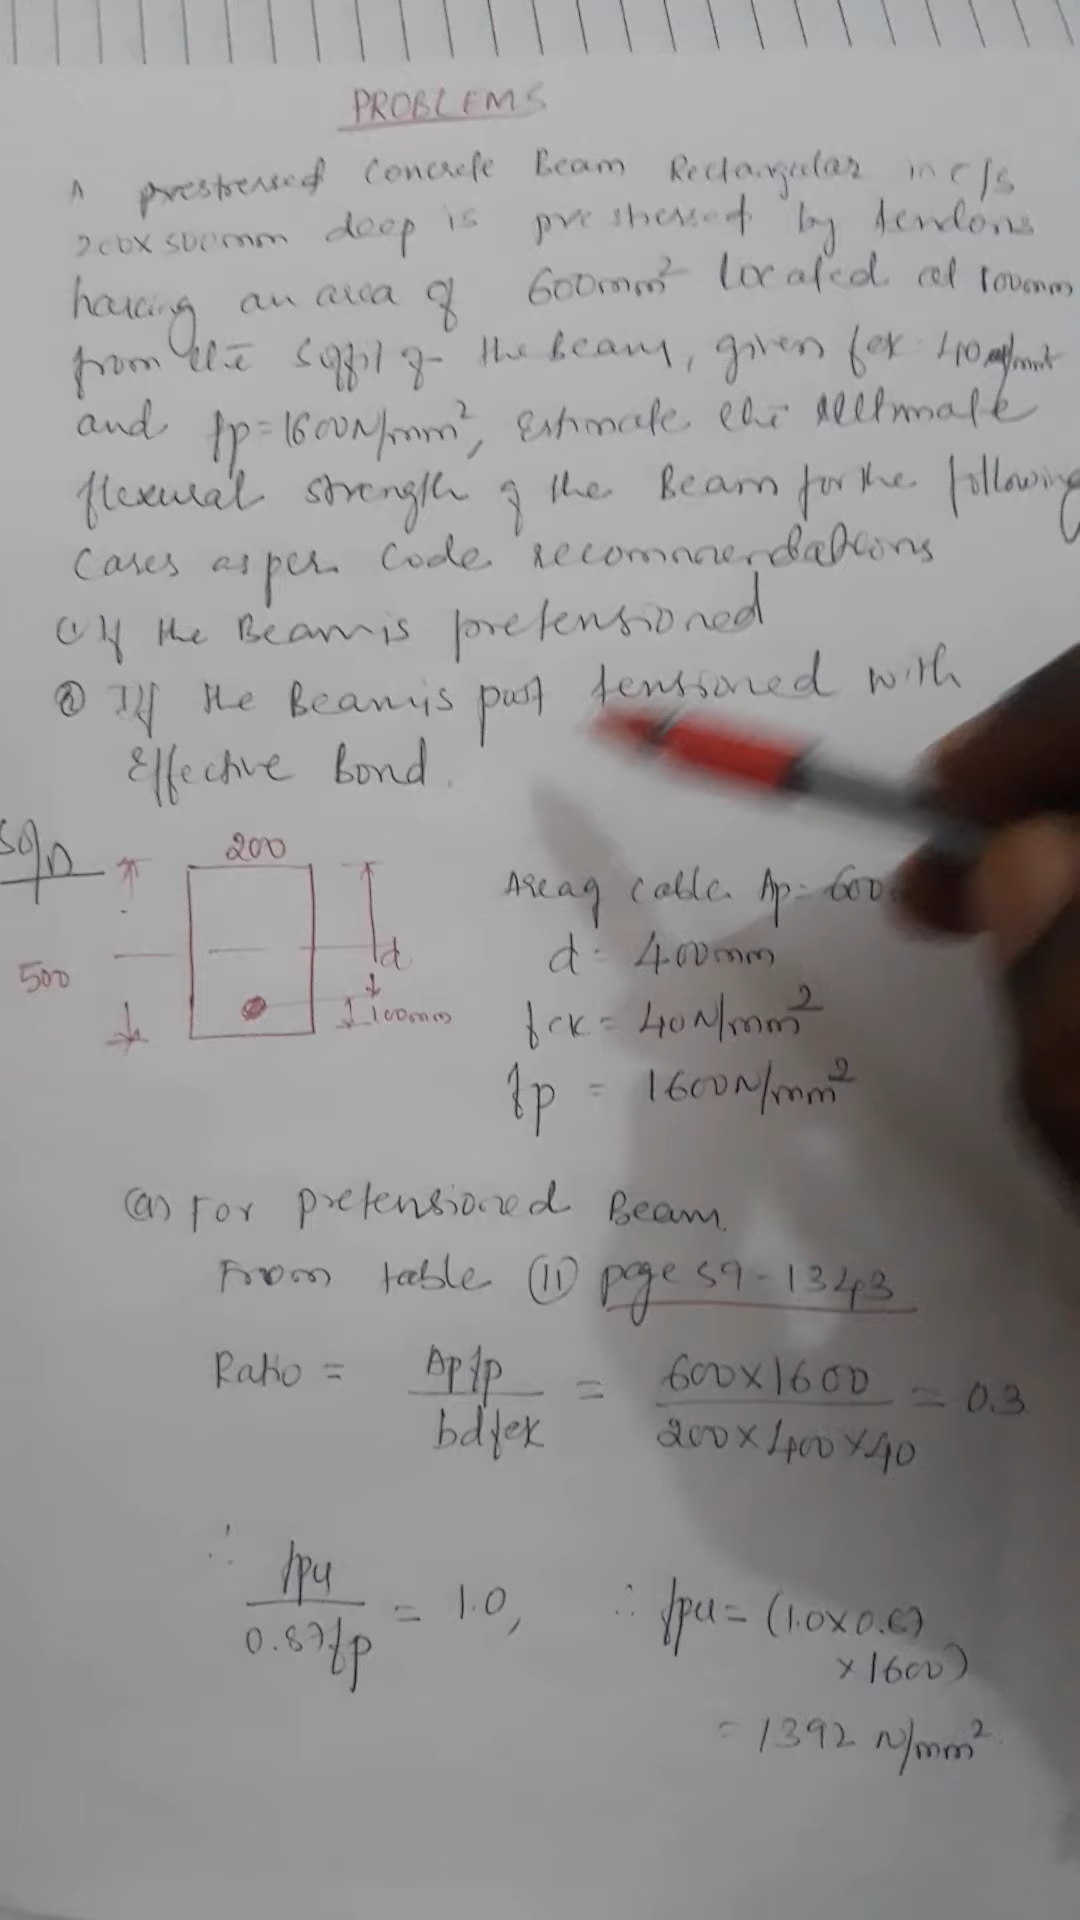 PROBLEMS
A prestressed Concrete Beam Rectangular in c/s
200x500mm deep is prestressed by tendons
having an area of 600mm² located at 100mm
from the soffit of the Beam, given fck 40N/mm²
and fp=1600N/mm², Estimate the ultimate
flexural strength of the Beam for the following
Cases as per Code recommendations
(1) If the Beam is pretensioned
(2) If the Beam is post tensioned with
Effective Bond.
Soln
200
500
d
100mm
Area of cable Ap = 600
d = 400mm
fck = 40N/mm²
fp = 1600N/mm²
(a) For pretensioned Beam
From table (11) page 59-1343
Ratio = Apfp / bdfck = 600x1600 / 200x400x40 = 0.3
∴ fpu / 0.87fp = 1.0, ∴ fpu = (1.0x0.87
x1600)
= 1392 N/mm²